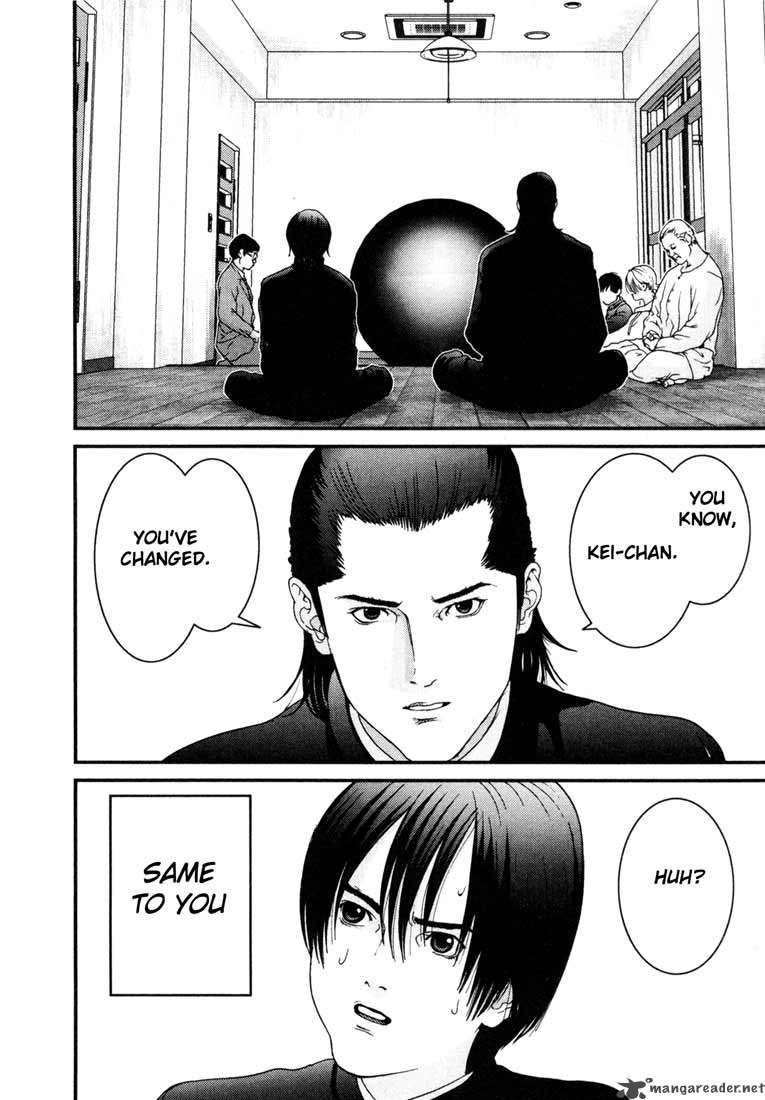 YOU
KNOW,
KEI-CHAN.
YOU'VE
CHANGED.
HUH?
SAME
TO YOU
mangareader.net